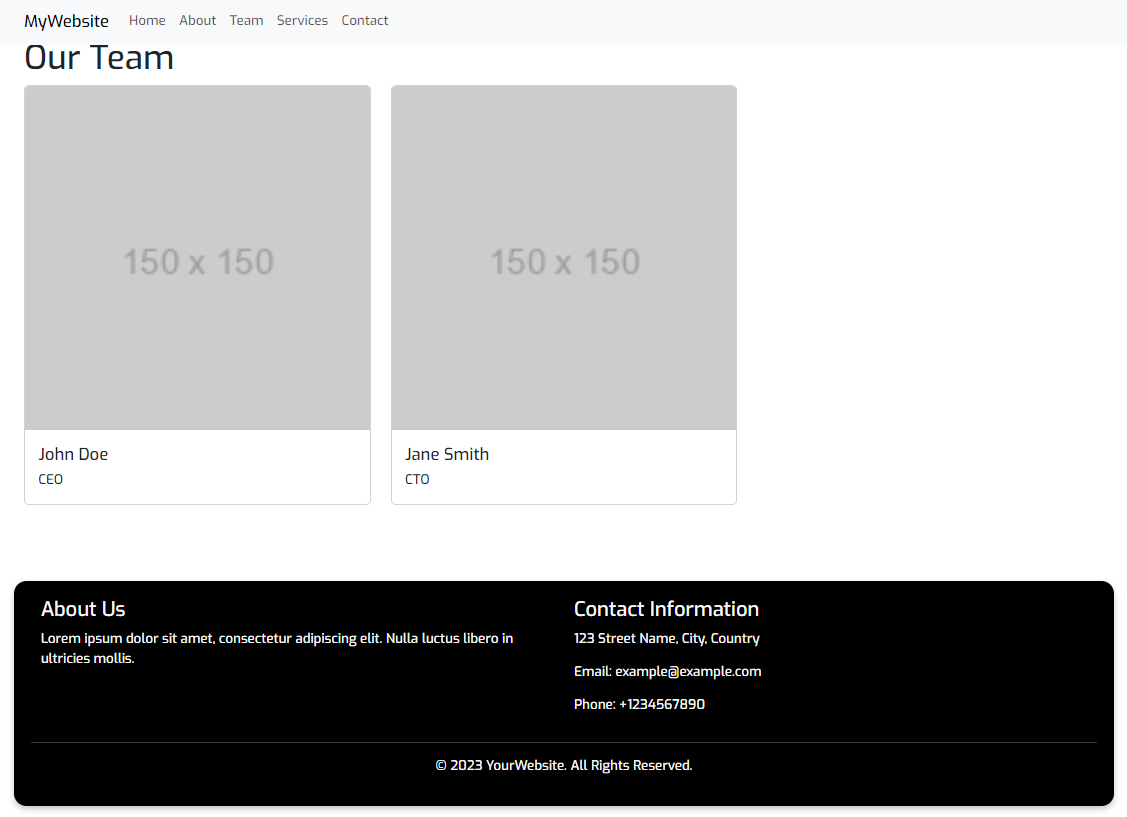 MyWebsite Home About Team Services Contact
Our Team
150 x 150
150 x 150
John Doe
CEO
Jane Smith
CTO
About Us
Lorem ipsum dolor sit amet, consectetur adipiscing elit. Nulla luctus libero in
ultricies mollis.
Contact Information
123 Street Name, City, Country
Email: example@example.com
Phone: +1234567890
© 2023 YourWebsite. All Rights Reserved.